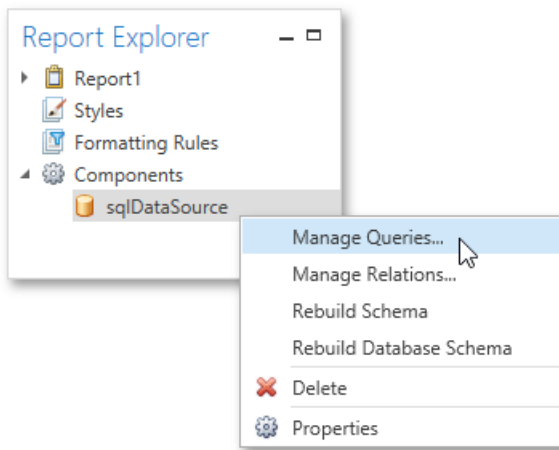 Report Explorer
Report1
Styles
Formatting Rules
Components
sqlDataSource
Manage Queries...
Manage Relations...
Rebuild Schema
Rebuild Database Schema
Delete
Properties